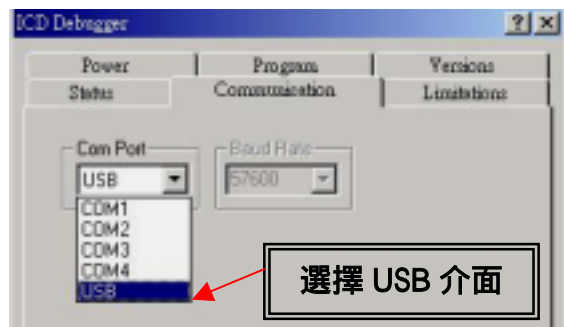 ICD Debugger
Power Program Versions
Status Communication Limitations
Com Port Baud Rate
USB 57600
COM1
COM2
COM3
COM4
USB
選擇 USB 介面